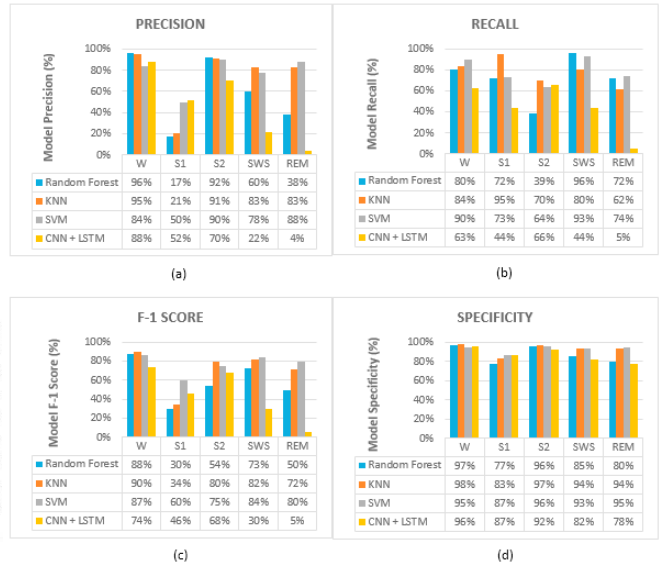 PRECISION
Model Precision (%)
100%
80%
60%
40%
20%
0%
W S1 S2 SWS REM
Random Forest 96% 17% 92% 60% 38%
KNN 95% 21% 91% 83% 83%
SVM 84% 50% 90% 78% 88%
CNN + LSTM 88% 52% 70% 22% 4%
(a)
RECALL
Model Recall (%)
100%
80%
60%
40%
20%
0%
W S1 S2 SWS REM
Random Forest 80% 72% 39% 96% 72%
KNN 84% 95% 70% 80% 62%
SVM 90% 73% 64% 93% 74%
CNN + LSTM 63% 44% 66% 44% 5%
(b)
F-1 SCORE
Model F-1 Score (%)
100%
80%
60%
40%
20%
0%
W S1 S2 SWS REM
Random Forest 88% 30% 54% 73% 50%
KNN 90% 34% 80% 82% 72%
SVM 87% 60% 75% 84% 80%
CNN + LSTM 74% 46% 68% 30% 5%
(c)
SPECIFICITY
Model Specificity (%)
100%
80%
60%
40%
20%
0%
W S1 S2 SWS REM
Random Forest 97% 77% 96% 85% 80%
KNN 98% 83% 97% 94% 94%
SVM 95% 87% 96% 93% 95%
CNN + LSTM 96% 87% 92% 82% 78%
(d)